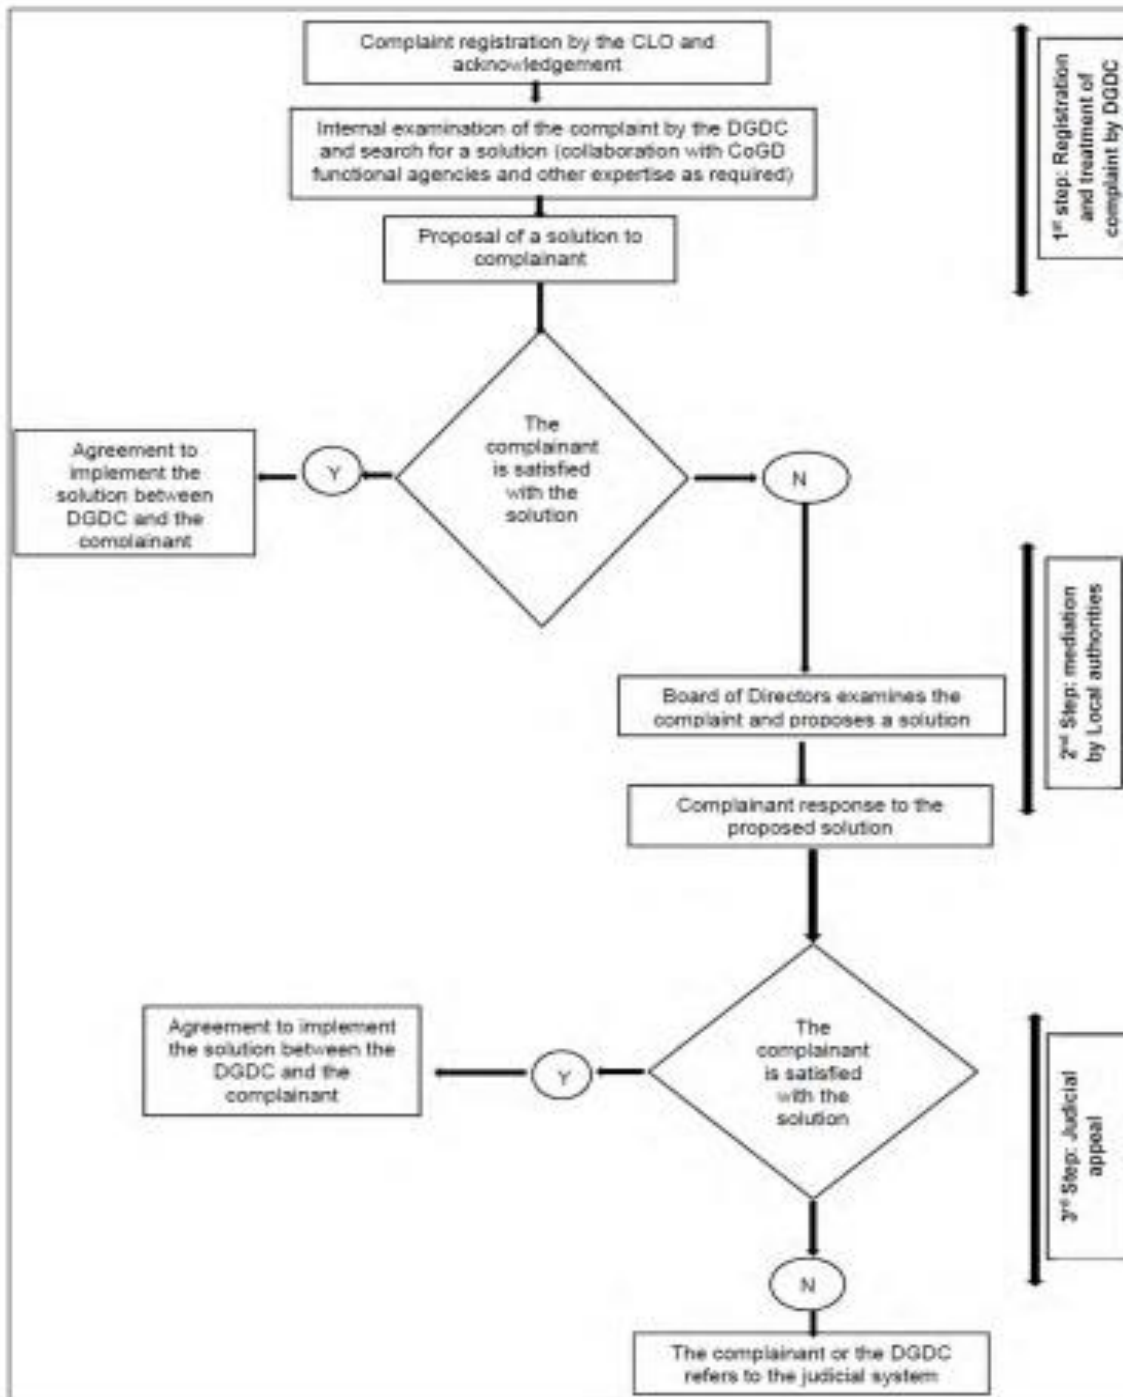 Complaint registration by the CLO and
acknowledgement
Internal examination of the complaint by the DGDC
and search for a solution (collaboration with CoGD
functional agencies and other expertise as required)
Proposal of a solution to
complainant
1st step: Registration
and treatment of
complaint by DGDC
The
complainant
is satisfied
with the
solution
Y
N
Agreement to
implement the
solution between
DGDC and the
complainant
Board of Directors examines the
complaint and proposes a solution
Complainant response to the
proposed solution
2nd Step: mediation
by Local authorities
The
complainant
is satisfied
with the
solution
Y
Agreement to implement
the solution between the
DGDC and the
complainant
N
The complainant or the DGDC
refers to the judicial system
3rd Step: Judicial
appeal